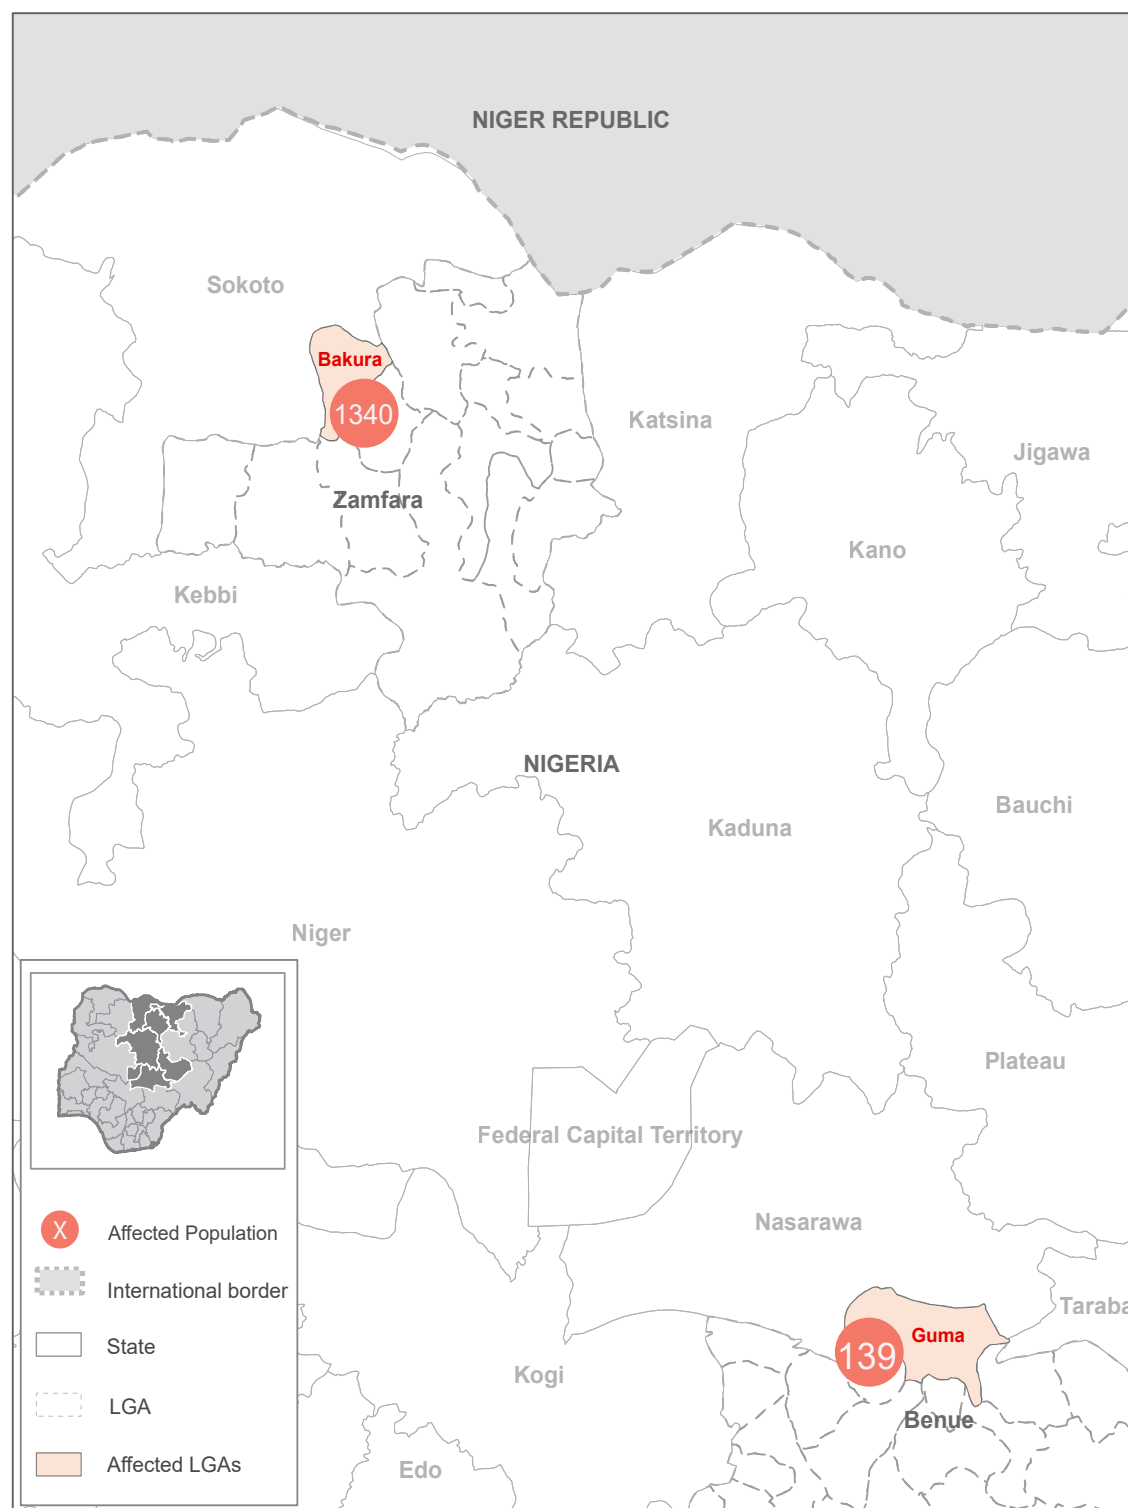 NIGER REPUBLIC
Sokoto
Bakura
1340
Katsina
Jigawa
Zamfara
Kano
Kebbi
NIGERIA
Bauchi
Kaduna
Niger
Plateau
Federal Capital Territory
Nasarawa
Taraba
Guma
139
Kogi
Benue
Edo
X
Affected Population
International border
State
LGA
Affected LGAs